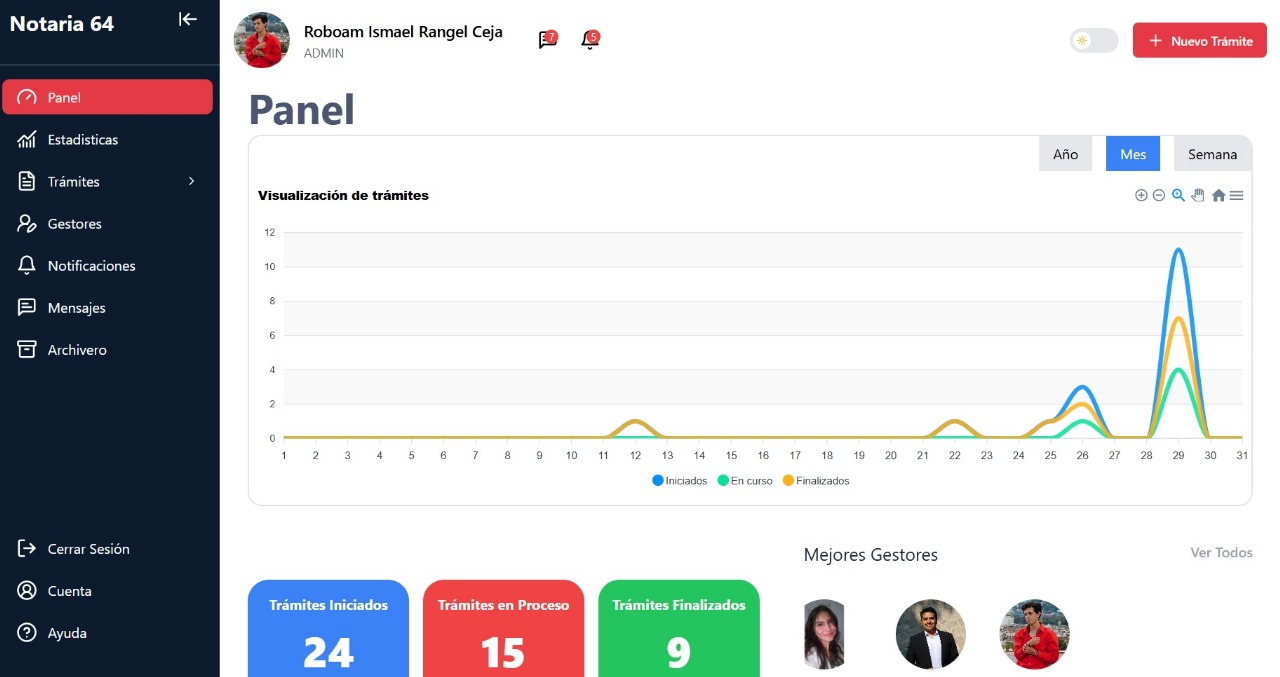 Notaria 64
Panel
Estadisticas
Trámites
Gestores
Notificaciones
Mensajes
Archivero
Cerrar Sesión
Cuenta
Ayuda
Roboam Ismael Rangel Ceja
ADMIN
7
5
Nuevo Trámite
Panel
Año
Mes
Semana
Visualización de trámites
12
10
8
6
4
2
0
1 2 3 4 5 6 7 8 9 10 11 12 13 14 15 16 17 18 19 20 21 22 23 24 25 26 27 28 29 30 31
Iniciados En curso Finalizados
Trámites Iniciados
24
Trámites en Proceso
15
Trámites Finalizados
9
Mejores Gestores
Ver Todos